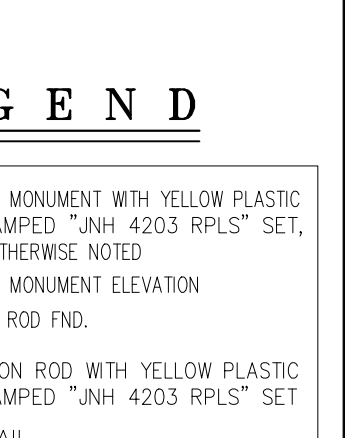 G E N D
MONUMENT WITH YELLOW PLASTIC
AMPED "JNH 4203 RPLS" SET,
THERWISE NOTED
MONUMENT ELEVATION
ROD FND.
ON ROD WITH YELLOW PLASTIC
AMPED "JNH 4203 RPLS" SET